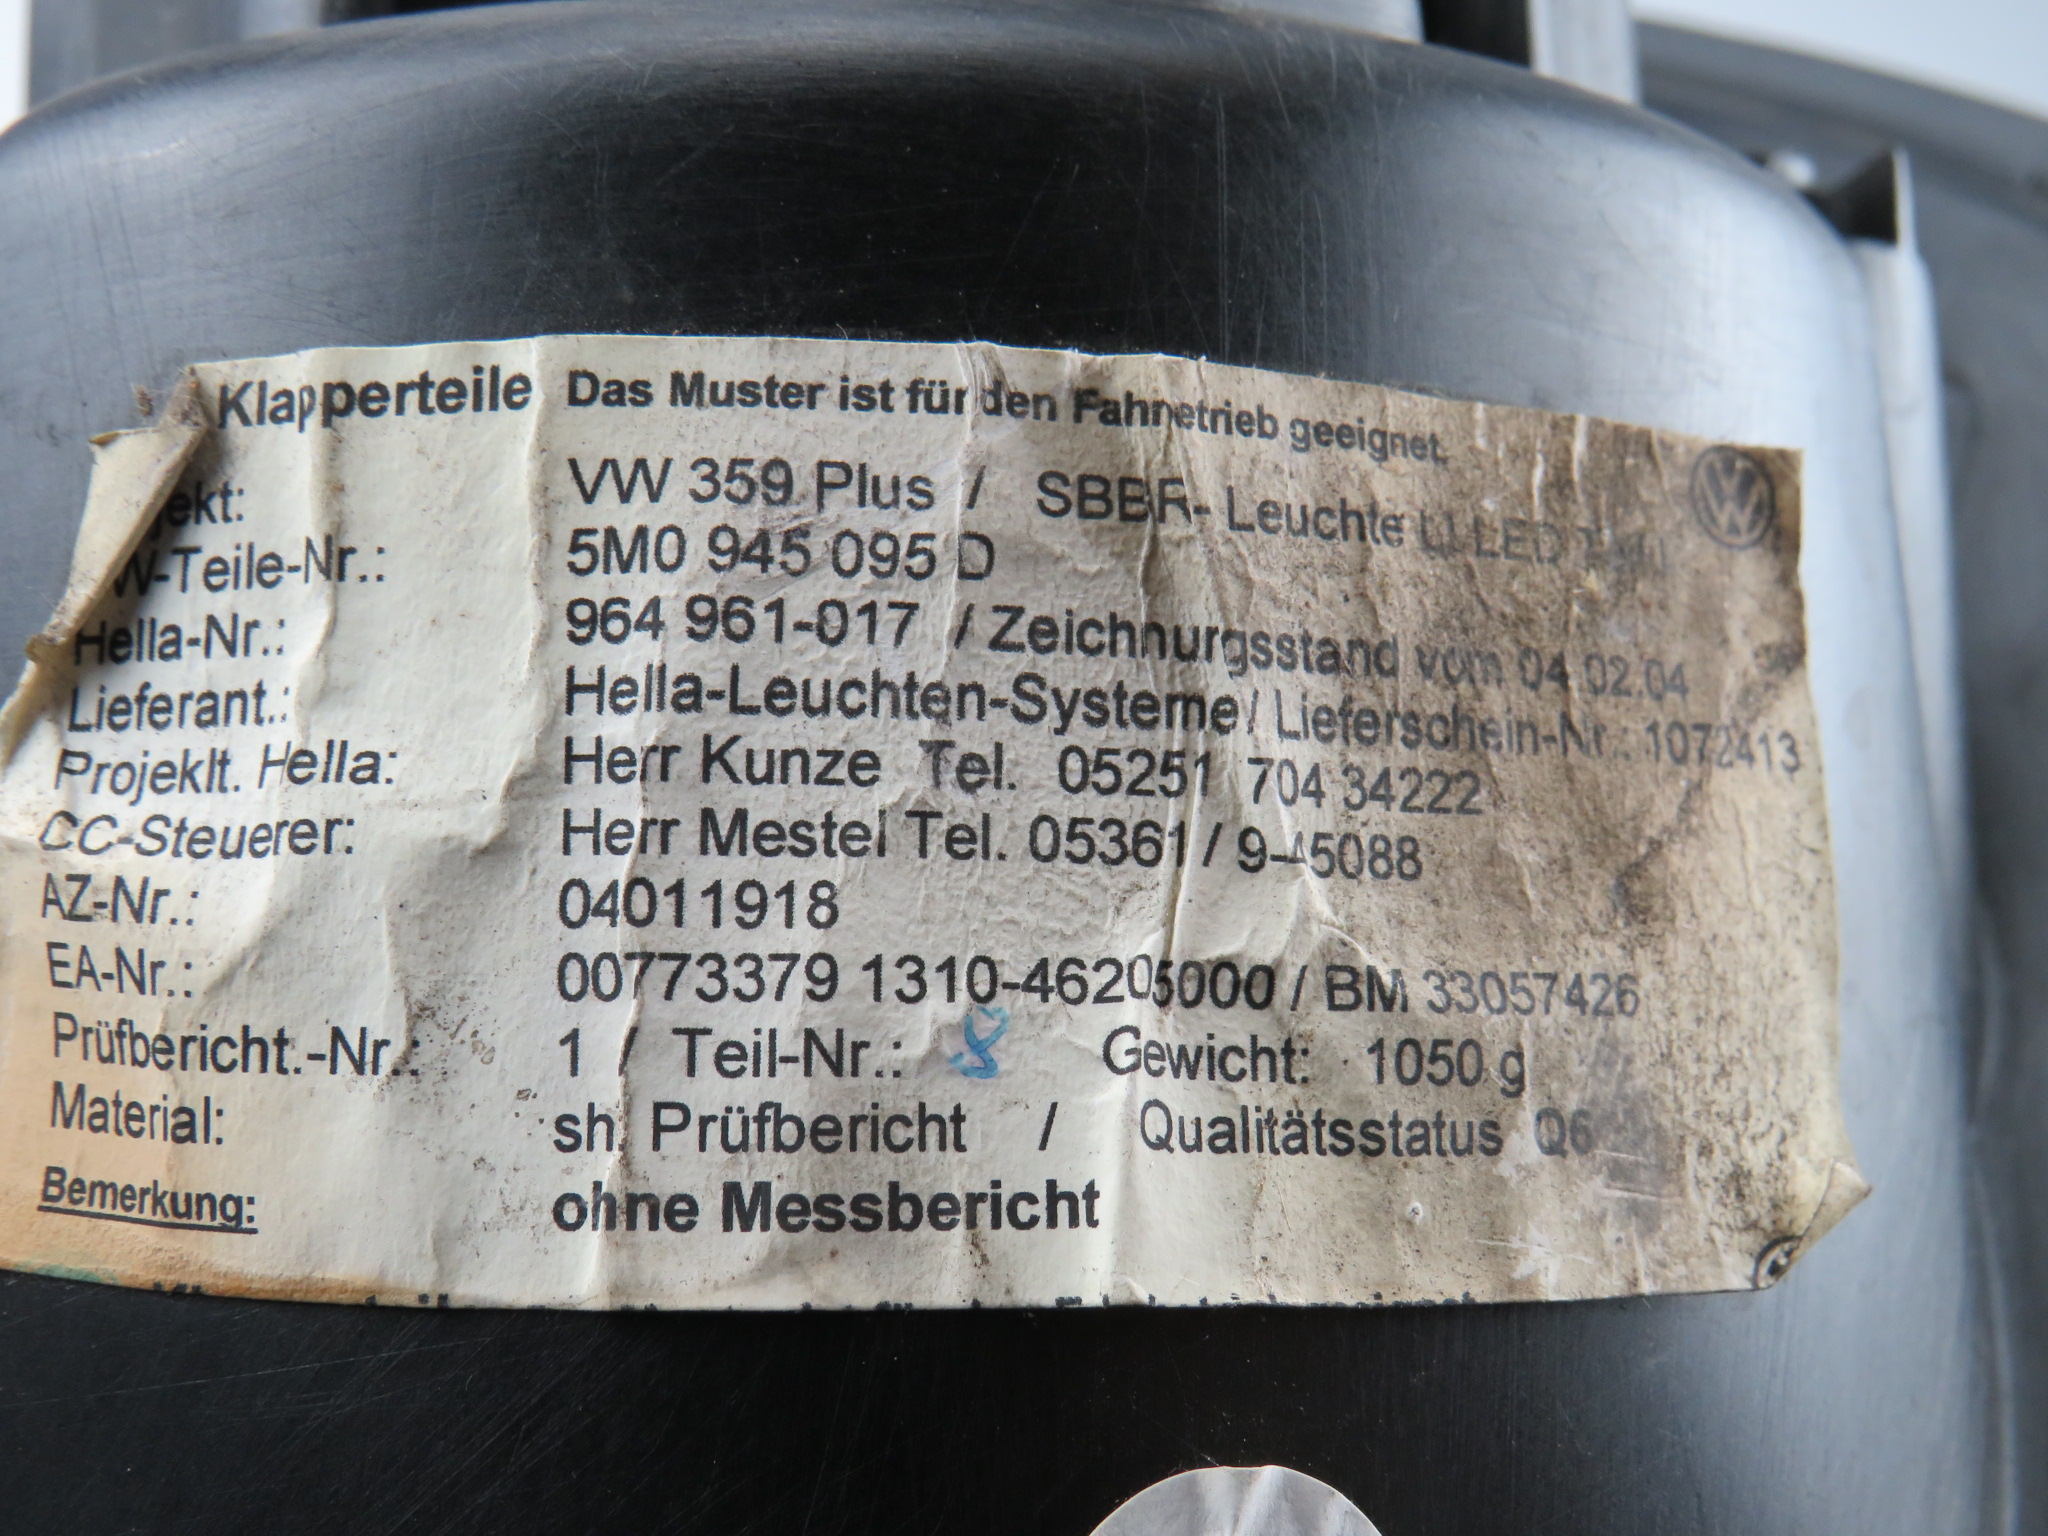 Klapperteile Das Muster ist für den Fahrbetrieb geeignet.
jekt: VW 359 Plus / SBBR-Leuchte LI LED
W-Teile-Nr.: 5M0 945 095 D
Hella-Nr.: 964 961-017 / Zeichnungsstand vom 04.02.04
Lieferant.: Hella-Leuchten-Systeme / Lieferschein-Nr.: 1072413
Projeklt. Hella: Herr Kunze Tel. 05251 704 34222
CC-Steuerer: Herr Mestel Tel. 05361 / 9-45088
AZ-Nr.: 04011918
EA-Nr.: 00773379 1310-46205000 / BM 33057426
Prüfbericht.-Nr.: 1 / Teil-Nr.: 8 Gewicht: 1050 g
Material: sh Prüfbericht / Qualitätsstatus Q6
Bemerkung: ohne Messbericht